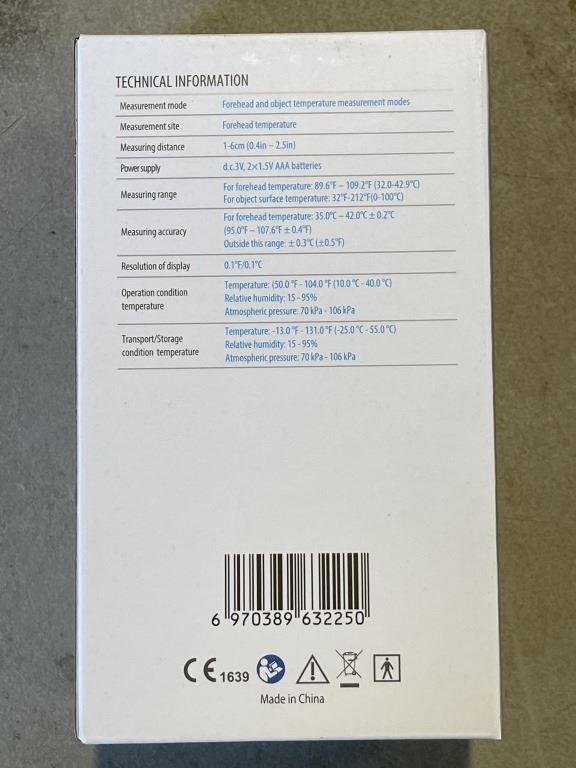 TECHNICAL INFORMATION
Measurement mode Forehead and object temperature measurement modes
Measurement site Forehead temperature
Measuring distance 1-6cm (0.4in – 2.5in)
Power supply d.c.3V, 2×1.5V AAA batteries
Measuring range For forehead temperature: 89.6°F – 109.2°F (32.0-42.9°C)
For object surface temperature: 32°F-212°F(0-100°C)
Measuring accuracy For forehead temperature: 35.0°C – 42.0°C ± 0.2°C
(95.0°F – 107.6°F ± 0.4°F)
Outside this range: ± 0.3°C (±0.5°F)
Resolution of display 0.1°F/0.1°C
Operation condition temperature Temperature: (50.0 °F - 104.0 °F (10.0 °C - 40.0 °C)
Relative humidity: 15 - 95%
Atmospheric pressure: 70 kPa - 106 kPa
Transport/Storage condition temperature Temperature: -13.0 °F - 131.0 °F (-25.0 °C - 55.0 °C)
Relative humidity: 15 - 95%
Atmospheric pressure: 70 kPa - 106 kPa
6 970389 632250
CE 1639
Made in China